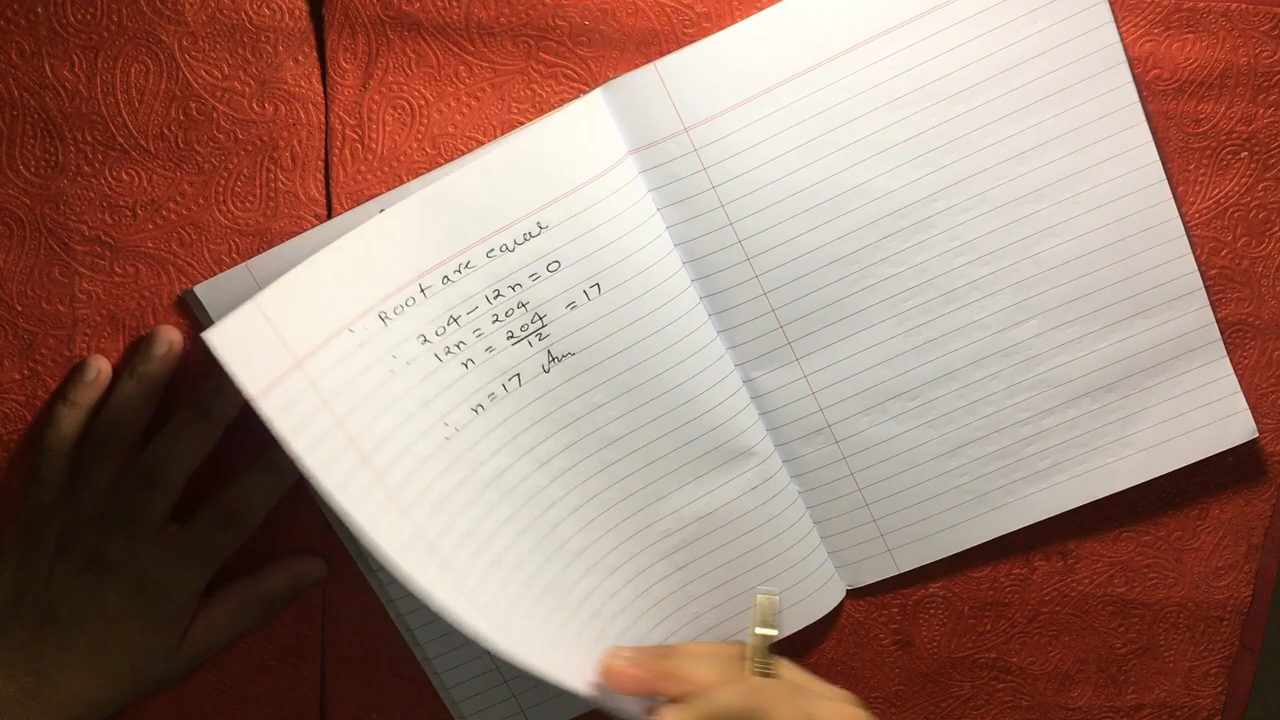 ∴ Root are equal
∴ 204 - 12n = 0
12n = 204
n = 204/12 = 17
∴ n = 17 Ans